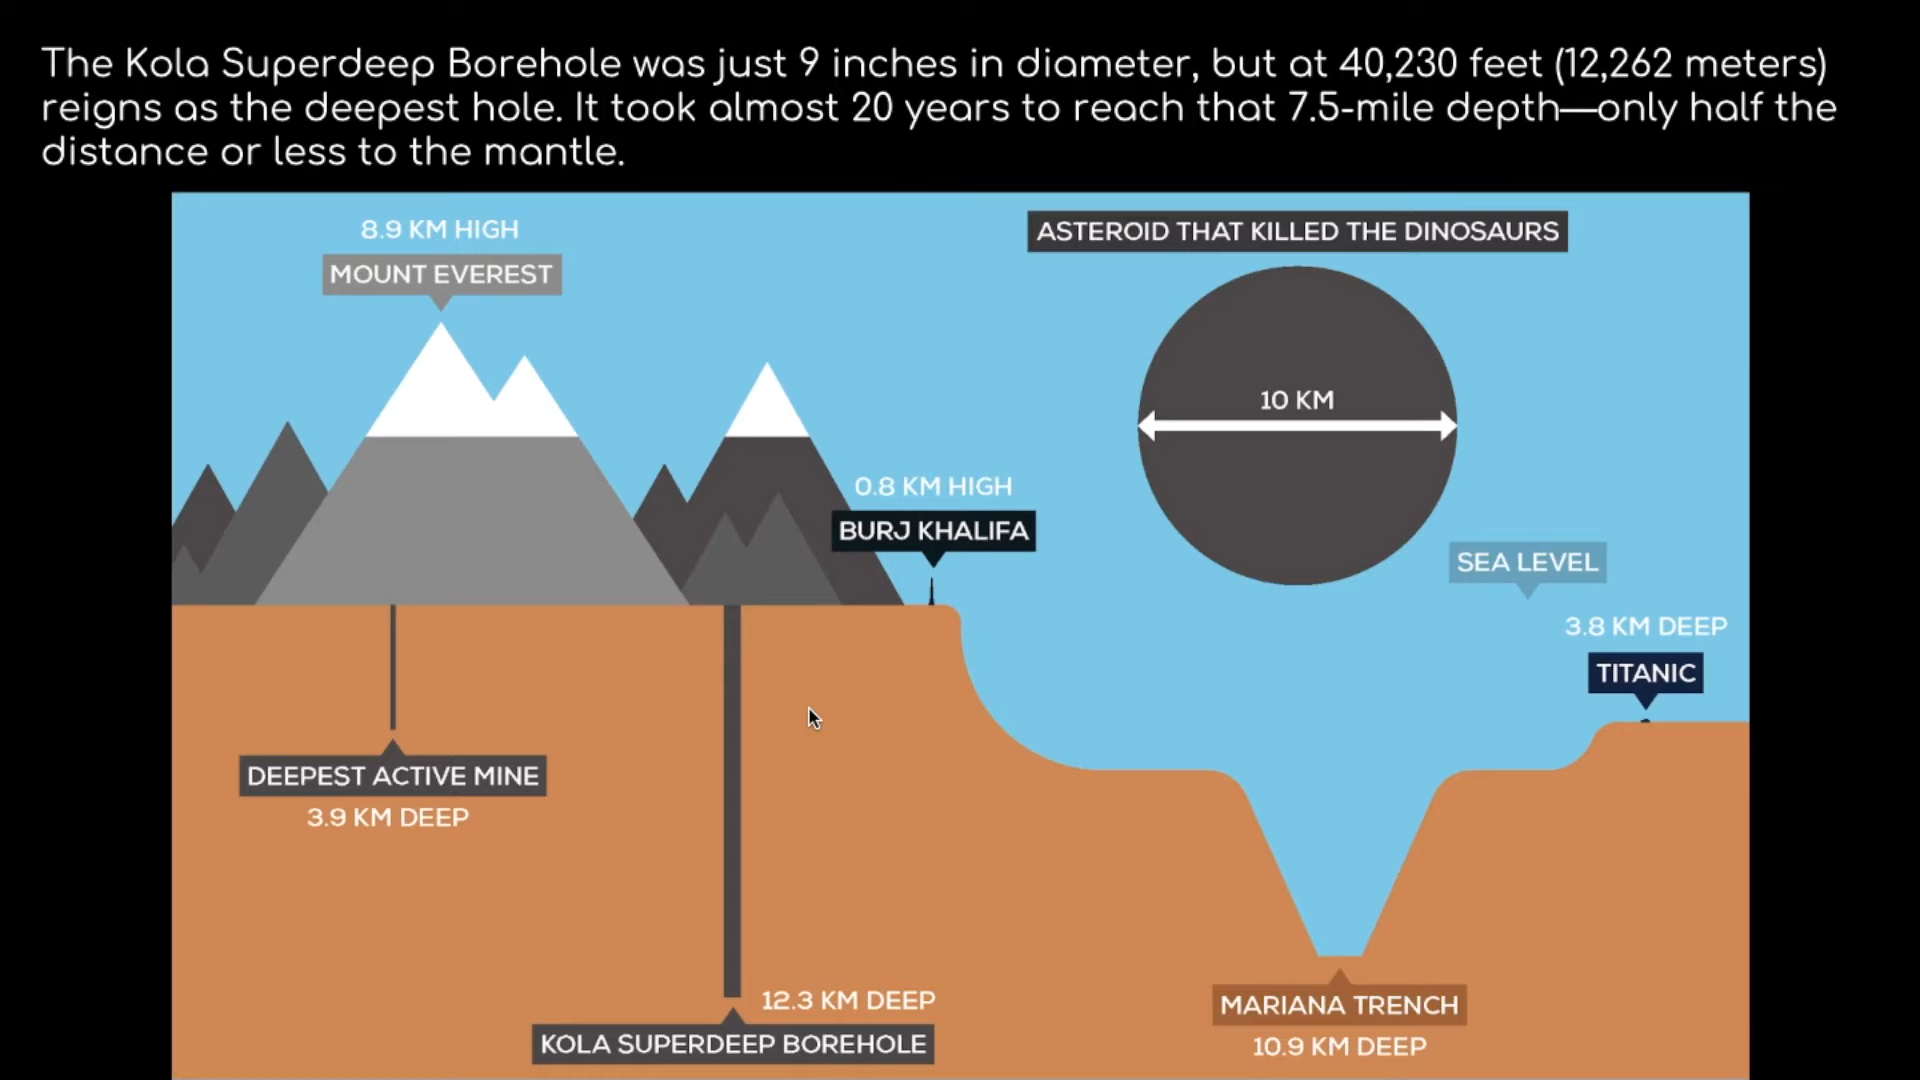 The Kola Superdeep Borehole was just 9 inches in diameter, but at 40,230 feet (12,262 meters)
reigns as the deepest hole. It took almost 20 years to reach that 7.5-mile depth—only half the
distance or less to the mantle.
8.9 KM HIGH
MOUNT EVEREST
ASTEROID THAT KILLED THE DINOSAURS
10 KM
0.8 KM HIGH
BURJ KHALIFA
SEA LEVEL
3.8 KM DEEP
TITANIC
DEEPEST ACTIVE MINE
3.9 KM DEEP
12.3 KM DEEP
KOLA SUPERDEEP BOREHOLE
MARIANA TRENCH
10.9 KM DEEP